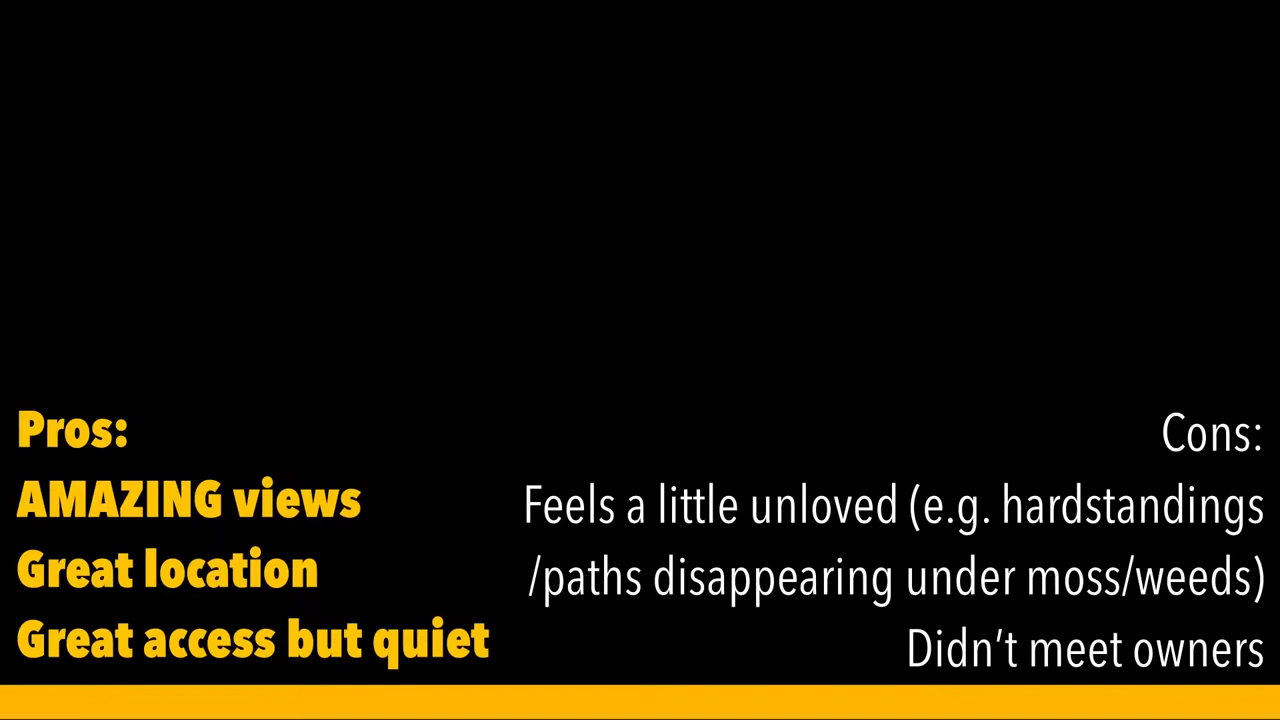 Pros:
AMAZING views
Great location
Great access but quiet
Cons:
Feels a little unloved (e.g. hardstandings
/paths disappearing under moss/weeds)
Didn’t meet owners